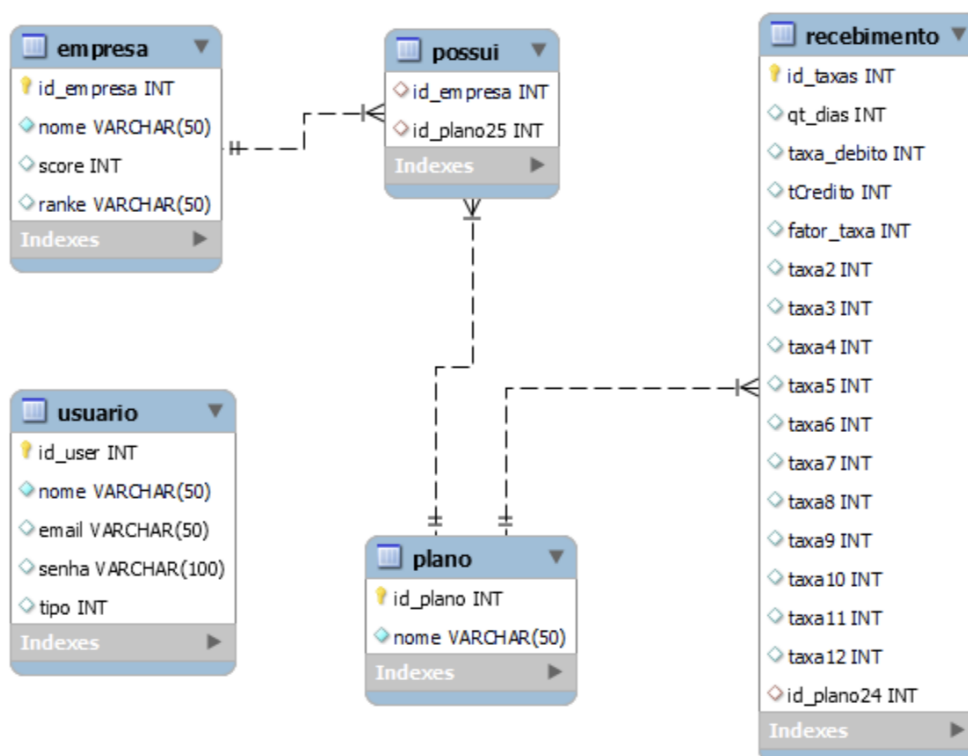 empresa
id_empresa INT
nome VARCHAR(50)
score INT
ranke VARCHAR(50)
Indexes
possui
id_empresa INT
id_plano25 INT
Indexes
recebimento
id_taxas INT
qt_dias INT
taxa_debito INT
tCredito INT
fator_taxa INT
taxa2 INT
taxa3 INT
taxa4 INT
taxa5 INT
taxa6 INT
taxa7 INT
taxa8 INT
taxa9 INT
taxa10 INT
taxa11 INT
taxa12 INT
id_plano24 INT
Indexes
usuario
id_user INT
nome VARCHAR(50)
email VARCHAR(50)
senha VARCHAR(100)
tipo INT
Indexes
plano
id_plano INT
nome VARCHAR(50)
Indexes